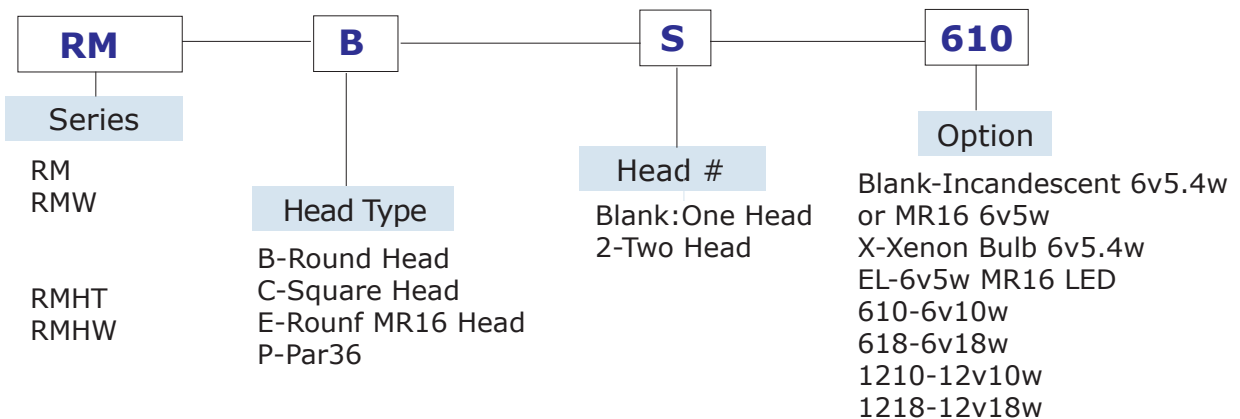 RM B S 610
Series
RM
RMW
RMHT
RMHW
Head Type
B-Round Head
C-Square Head
E-Rounf MR16 Head
P-Par36
Head #
Blank:One Head
2-Two Head
Option
Blank-Incandescent 6v5.4w
or MR16 6v5w
X-Xenon Bulb 6v5.4w
EL-6v5w MR16 LED
610-6v10w
618-6v18w
1210-12v10w
1218-12v18w